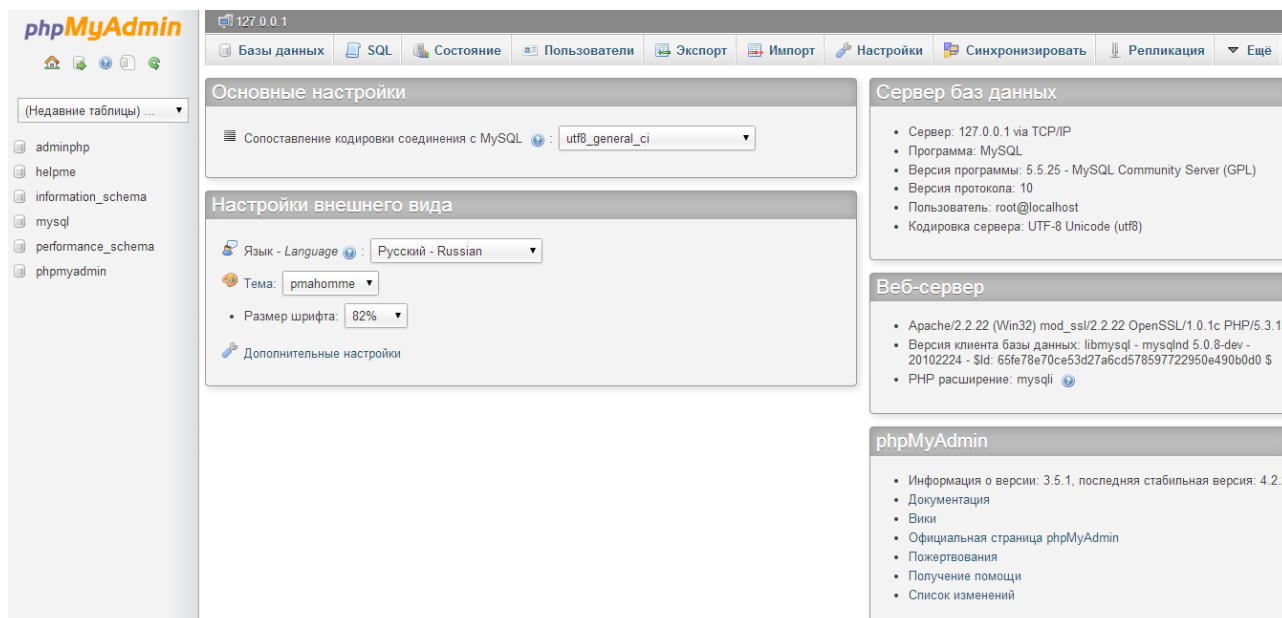 phpMyAdmin
(Недавние таблицы) ...
adminphp
helpme
information_schema
mysql
performance_schema
phpmyadmin
127.0.0.1
Базы данных
SQL
Состояние
Пользователи
Экспорт
Импорт
Настройки
Синхронизировать
Репликация
Ещё
Основные настройки
Сопоставление кодировки соединения с MySQL : utf8_general_ci
Настройки внешнего вида
Язык - Language : Русский - Russian
Тема: pmahomme
Размер шрифта: 82%
Дополнительные настройки
Сервер баз данных
Сервер: 127.0.0.1 via TCP/IP
Программа: MySQL
Версия программы: 5.5.25 - MySQL Community Server (GPL)
Версия протокола: 10
Пользователь: root@localhost
Кодировка сервера: UTF-8 Unicode (utf8)
Веб-сервер
Apache/2.2.22 (Win32) mod_ssl/2.2.22 OpenSSL/1.0.1c PHP/5.3.1
Версия клиента базы данных: libmysql - mysqlnd 5.0.8-dev -
20102224 - $Id: 65fe78e70ce53d27a6cd578597722950e490b0d0 $
PHP расширение: mysqli
phpMyAdmin
Информация о версии: 3.5.1, последняя стабильная версия: 4.2.
Документация
Вики
Официальная страница phpMyAdmin
Пожертвования
Получение помощи
Список изменений